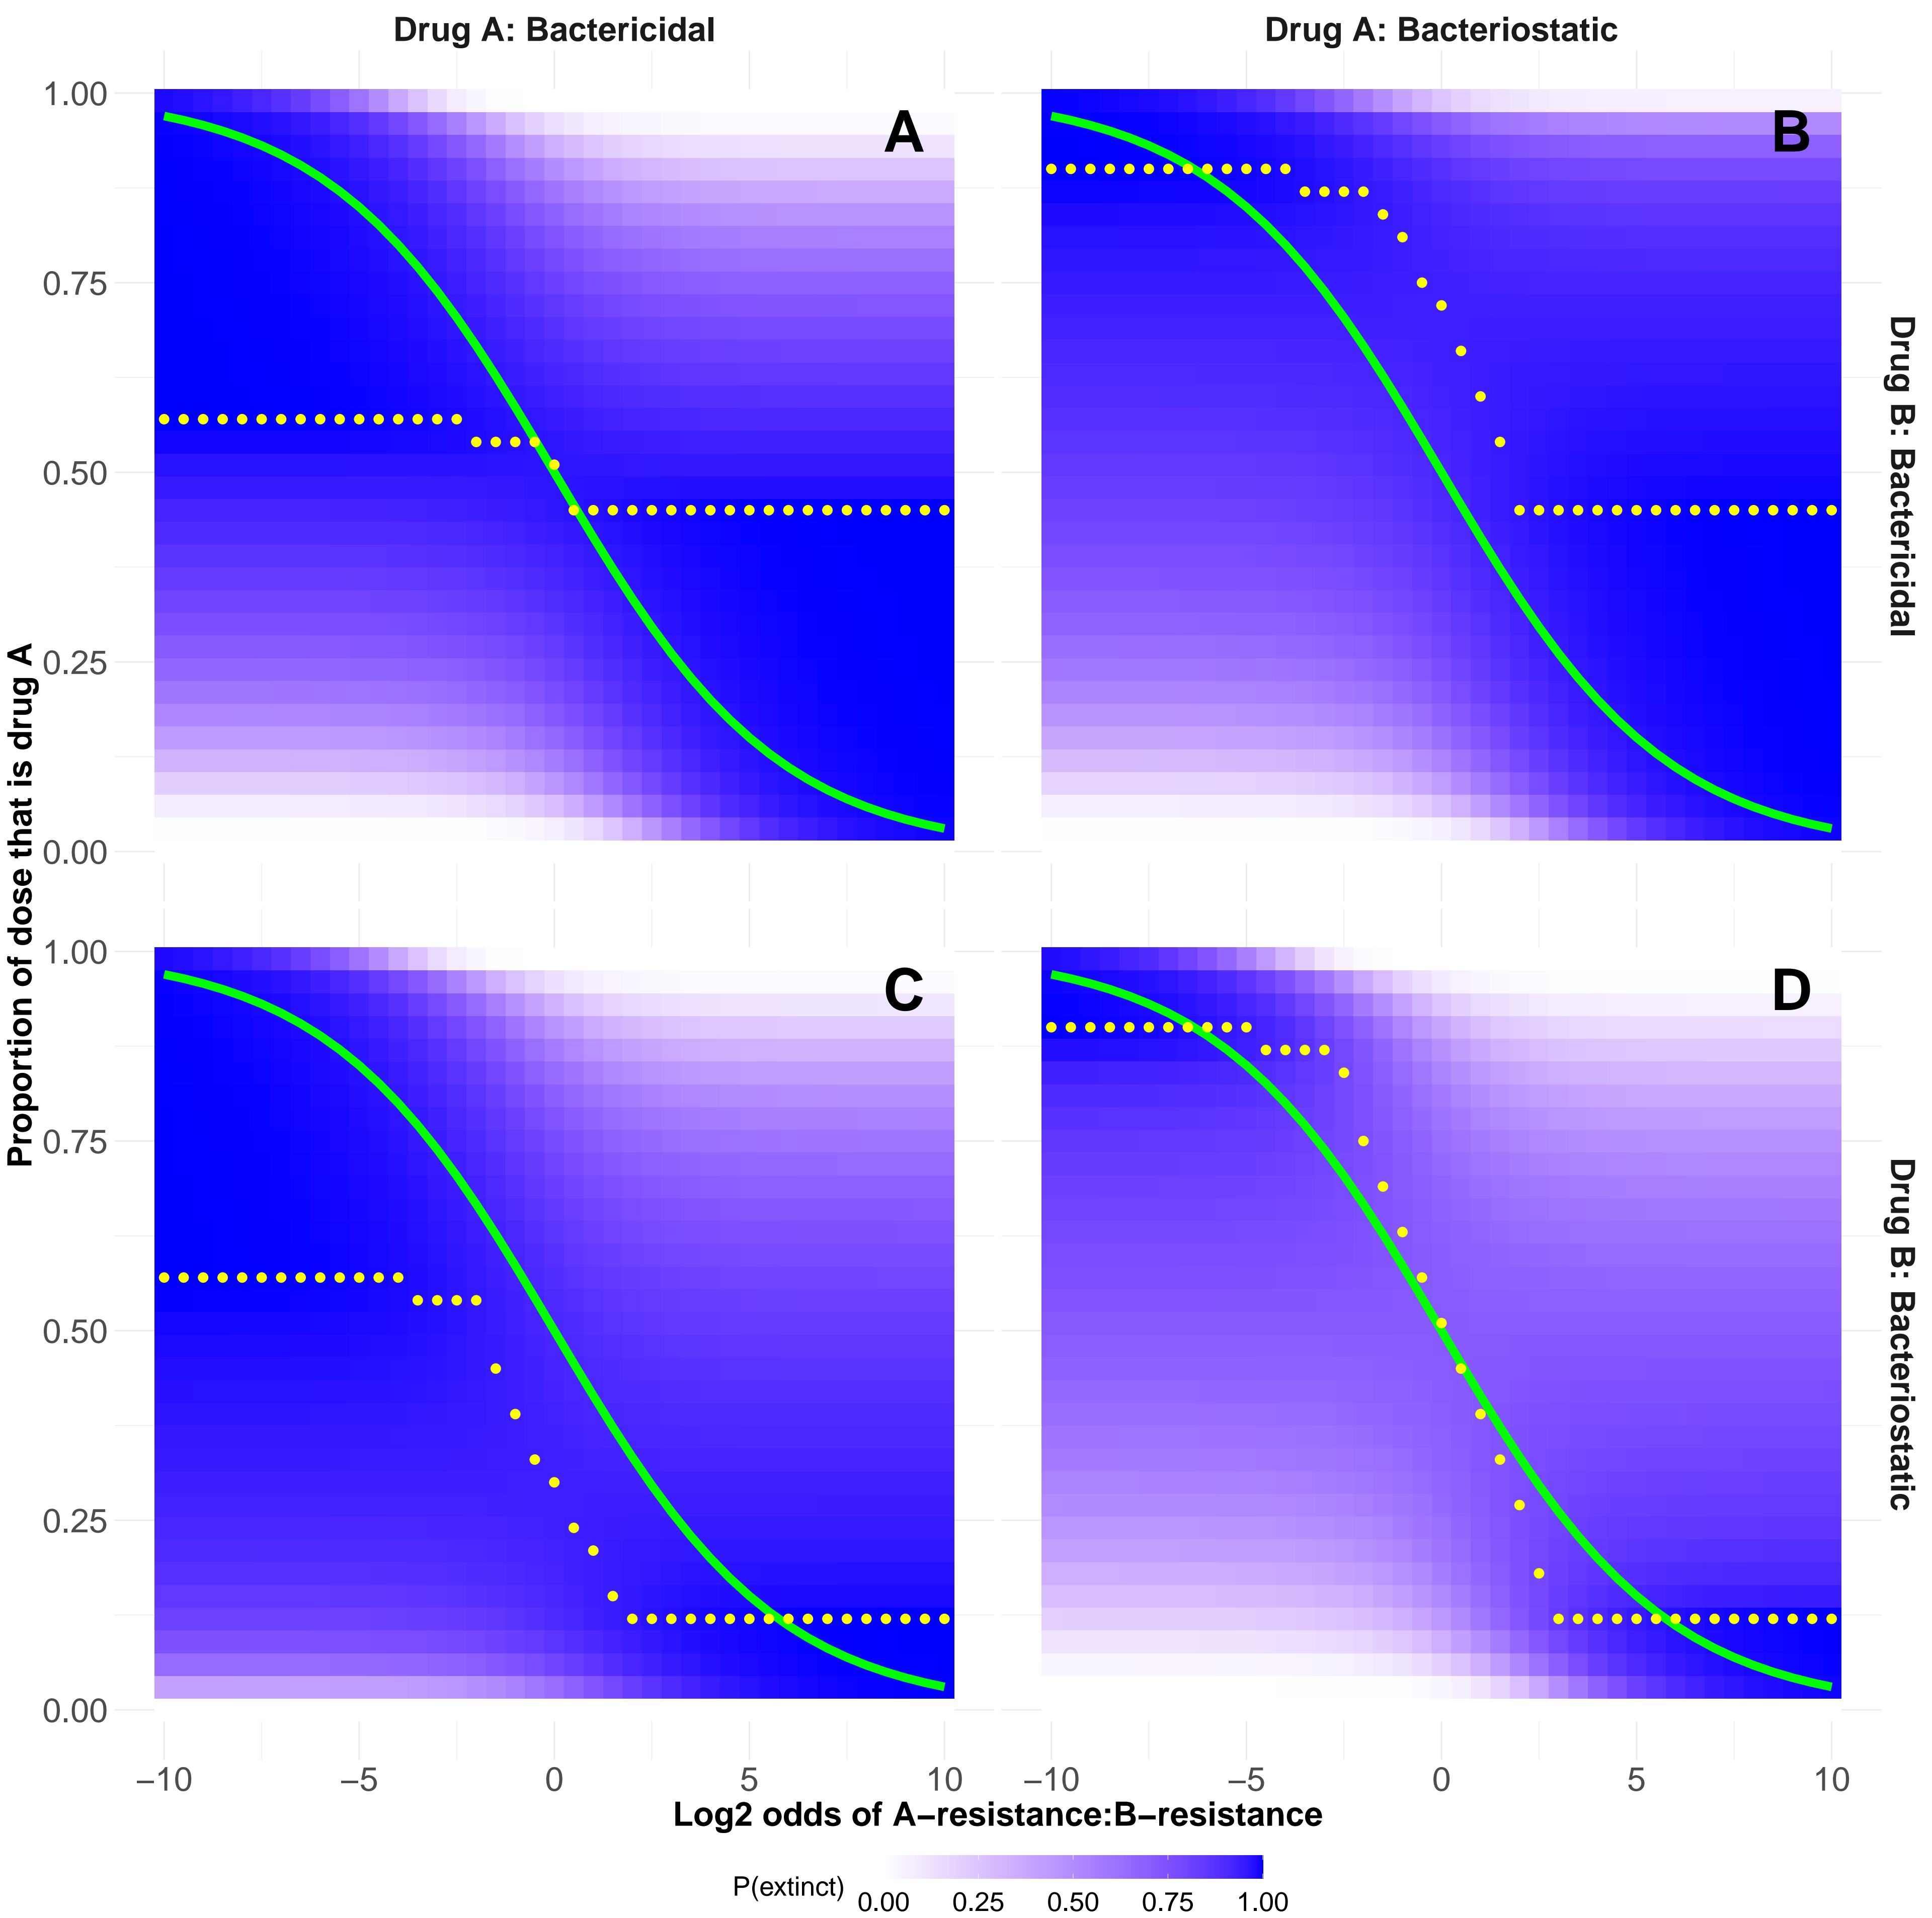 Drug A: Bactericidal
Drug A: Bacteriostatic
A
B
1.00
0.75
0.50
0.25
0.00
Drug B: Bactericidal
Proportion of dose that is drug A
C
D
1.00
0.75
0.50
0.25
0.00
Drug B: Bacteriostatic
−10 −5 0 5 10
−10 −5 0 5 10
Log2 odds of A−resistance:B−resistance
P(extinct)
0.00 0.25 0.50 0.75 1.00